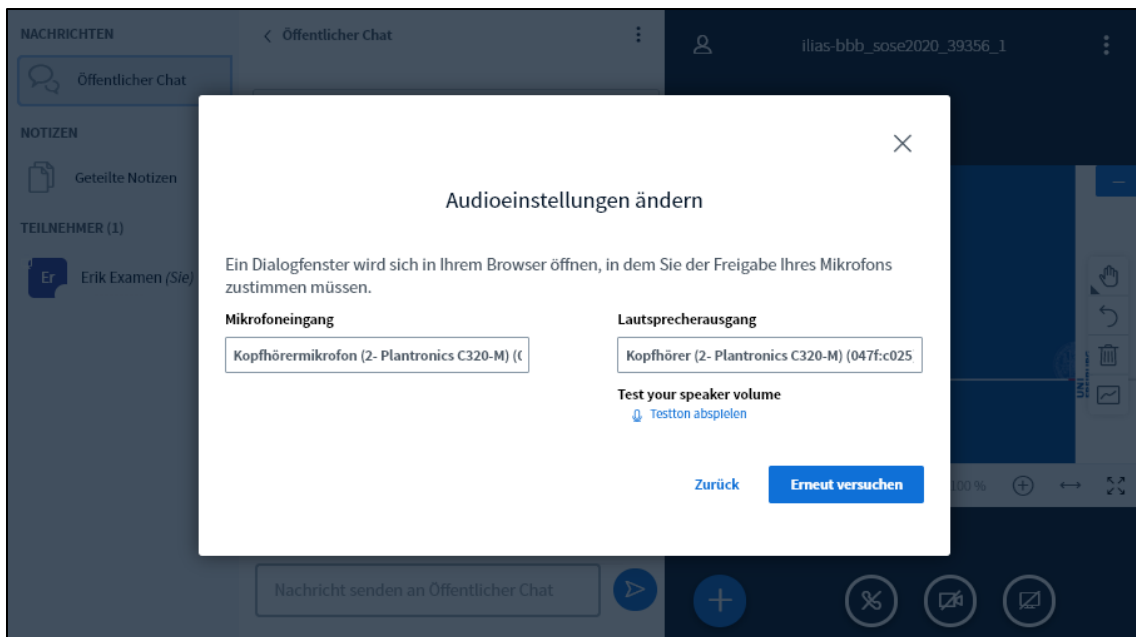 NACHRICHTEN
Öffentlicher Chat
NOTIZEN
Geteilte Notizen
TEILNEHMER (1)
Er
Erik Examen (Sie)
Öffentlicher Chat
ilias-bbb_sose2020_39356_1
Audioeinstellungen ändern
Ein Dialogfenster wird sich in Ihrem Browser öffnen, in dem Sie der Freigabe Ihres Mikrofons
zustimmen müssen.
Mikrofoneingang
Kopfhörermikrofon (2- Plantronics C320-M)
Lautsprecherausgang
Kopfhörer (2- Plantronics C320-M) (047f:c025
Test your speaker volume
Testton abspielen
Zurück
Erneut versuchen
100 %
Nachricht senden an Öffentlicher Chat